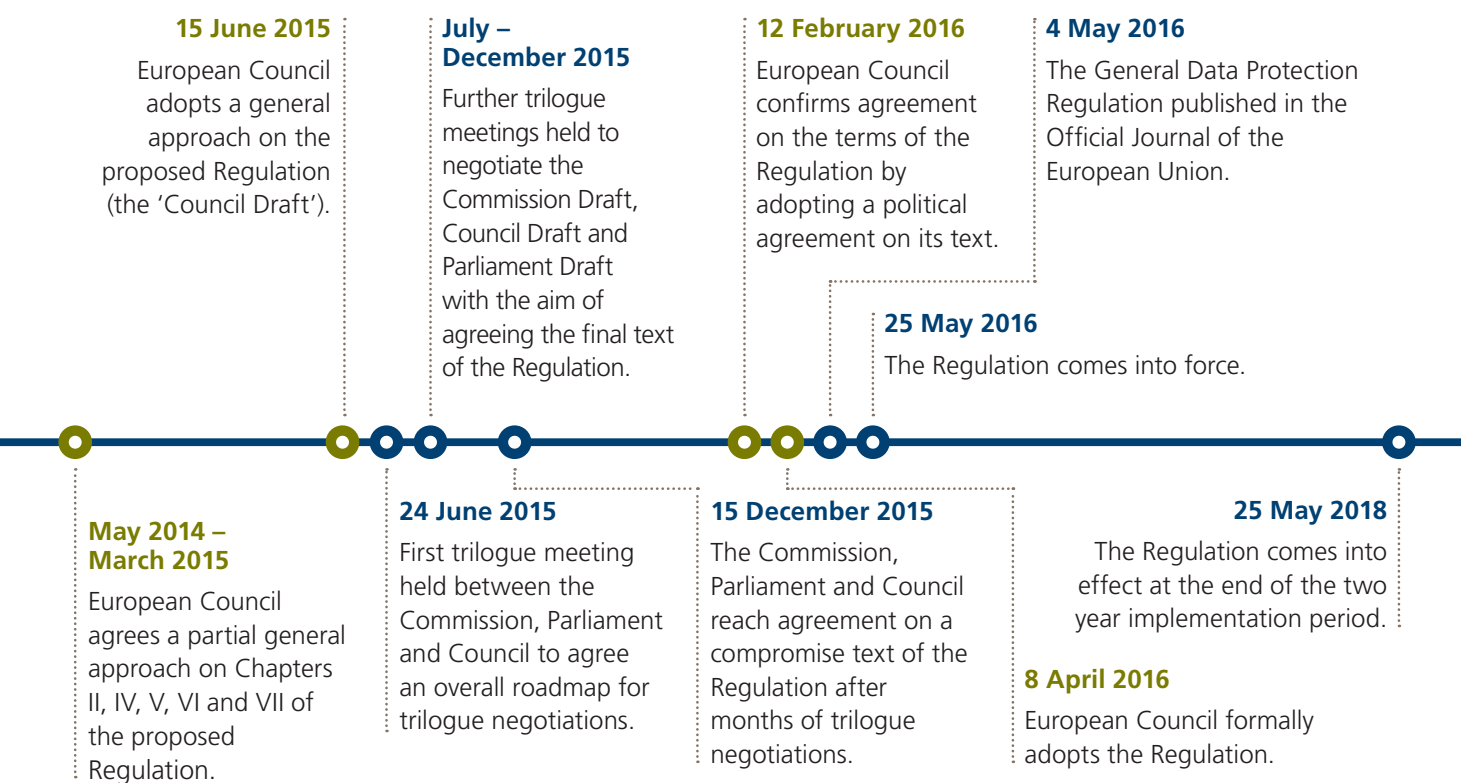 15 June 2015
European Council
adopts a general
approach on the
proposed Regulation
(the ‘Council Draft’).
July –
December 2015
Further trilogue
meetings held to
negotiate the
Commission Draft,
Council Draft and
Parliament Draft
with the aim of
agreeing the final text
of the Regulation.
12 February 2016
European Council
confirms agreement
on the terms of the
Regulation by
adopting a political
agreement on its text.
4 May 2016
The General Data Protection
Regulation published in the
Official Journal of the
European Union.
25 May 2016
The Regulation comes into force.
May 2014 –
March 2015
European Council
agrees a partial general
approach on Chapters
II, IV, V, VI and VII of
the proposed
Regulation.
24 June 2015
First trilogue meeting
held between the
Commission, Parliament
and Council to agree
an overall roadmap for
trilogue negotiations.
15 December 2015
The Commission,
Parliament and Council
reach agreement on a
compromise text of the
Regulation after
months of trilogue
negotiations.
8 April 2016
European Council formally
adopts the Regulation.
25 May 2018
The Regulation comes into
effect at the end of the two
year implementation period.